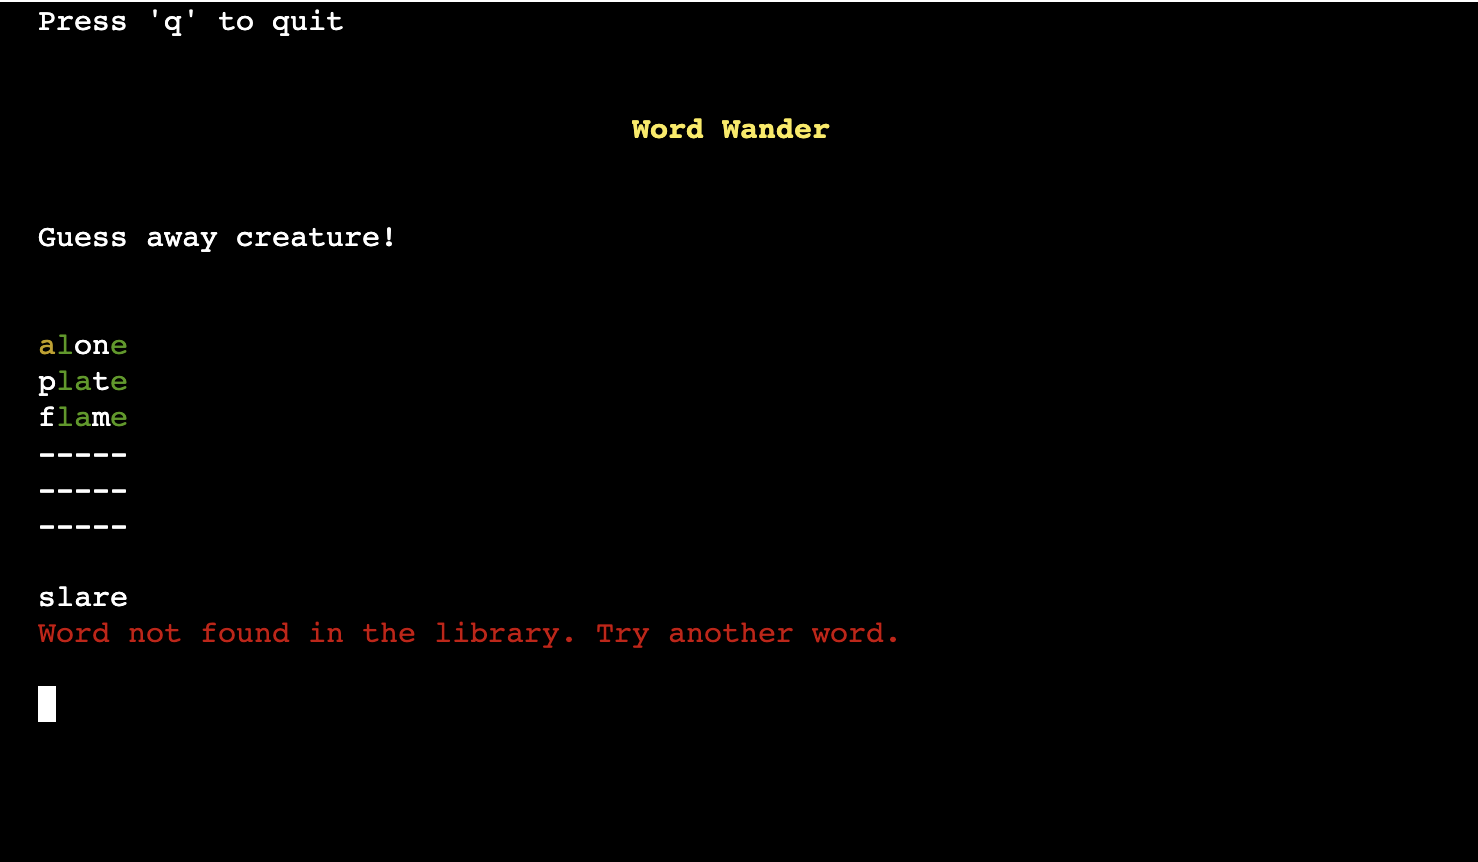 Press 'q' to quit
Word Wander
Guess away creature!
alone
plate
flame
-----
-----
-----
slare
Word not found in the library. Try another word.